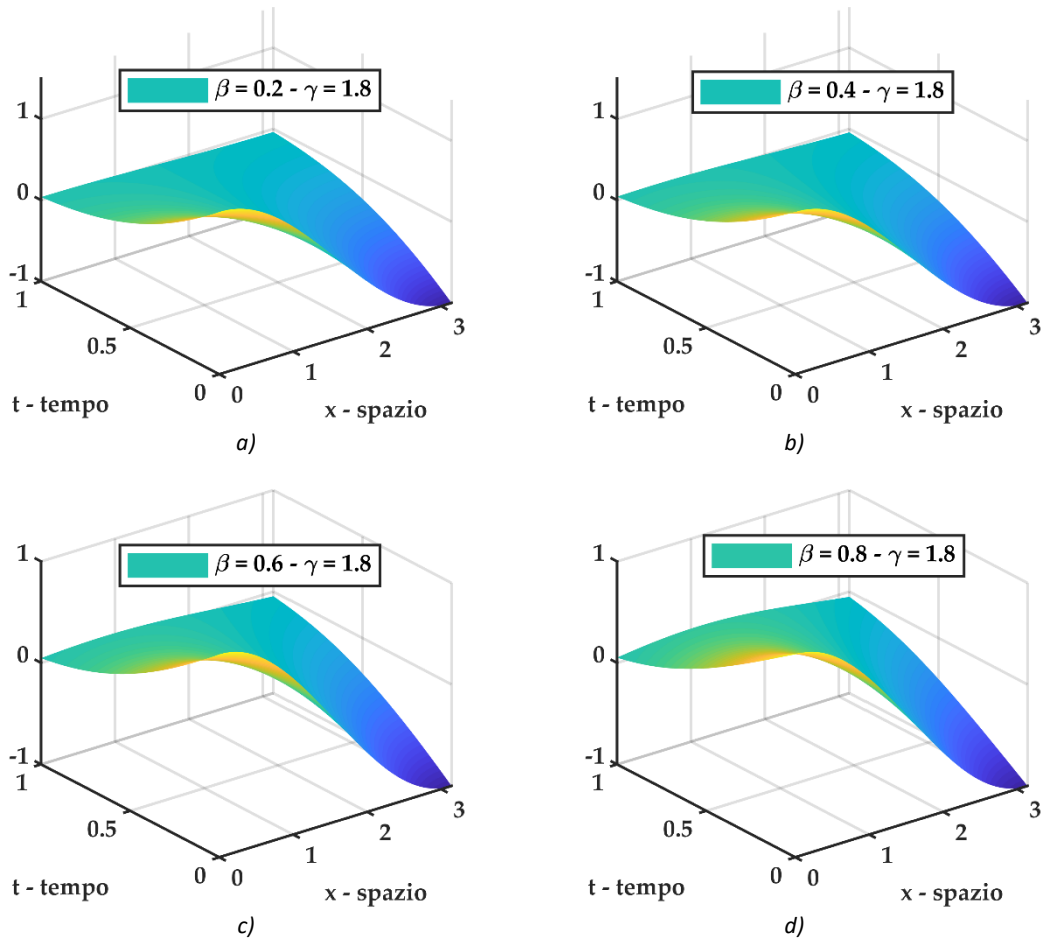 β = 0.2 - γ = 1.8
1
0
-1
1
0.5
0
0
1
2
3
t - tempo
x - spazio
a)
β = 0.4 - γ = 1.8
1
0
-1
1
0.5
0
0
1
2
3
t - tempo
x - spazio
b)
β = 0.6 - γ = 1.8
1
0
-1
1
0.5
0
0
1
2
3
t - tempo
x - spazio
c)
β = 0.8 - γ = 1.8
1
0
-1
1
0.5
0
0
1
2
3
t - tempo
x - spazio
d)